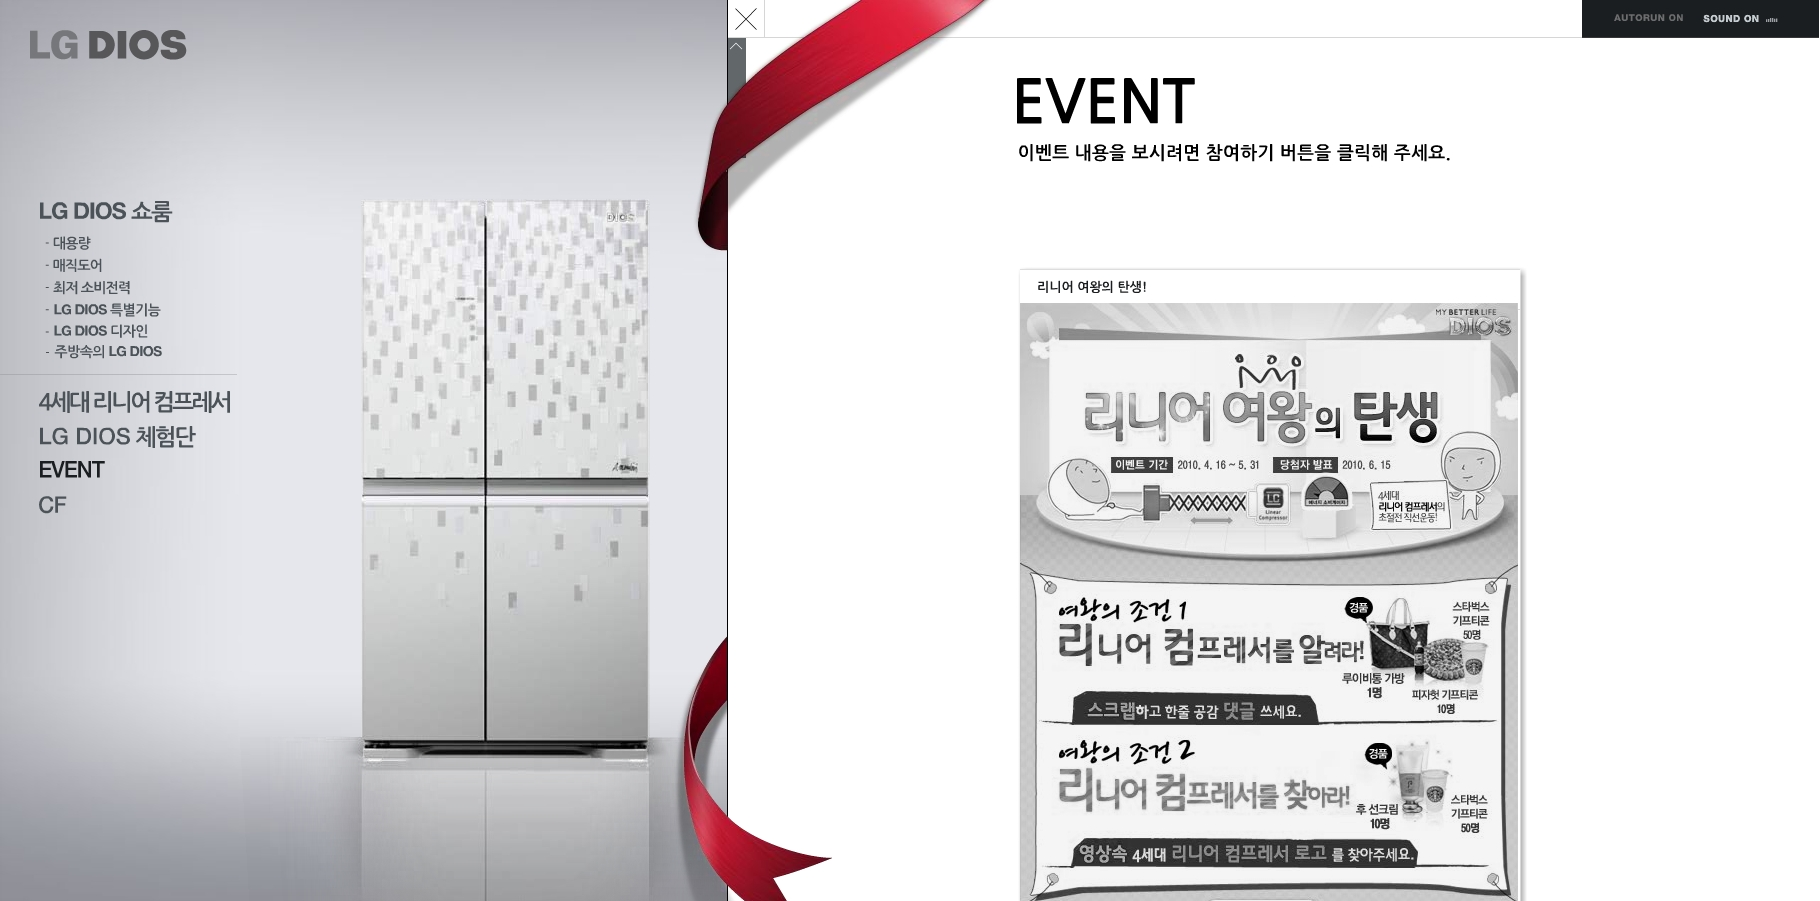 LG DIOS
AUTORUN ON
SOUND ON
LG DIOS 쇼룸
- 대용량
- 매직도어
- 최저 소비전력
- LG DIOS 특별기능
- LG DIOS 디자인
- 주방속의 LG DIOS
4세대 리니어 컴프레서
LG DIOS 체험단
EVENT
CF
DIOS
EVENT
이벤트 내용을 보시려면 참여하기 버튼을 클릭해 주세요.
리니어 여왕의 탄생!
MY BETTER LIFE
DIOS
리니어 여왕의 탄생
이벤트 기간 2010. 4. 16 ~ 5. 31 당첨자 발표 2010. 6. 15
LG
Linear
Compressor
4세대
리니어 컴프레서의
초절전 직선운동!
여왕의 조건 1
리니어 컴프레서를 알려라!
경품
스타벅스
기프티콘
50명
루이비통 가방
1명
피자헛 기프티콘
10명
스크랩하고 한줄 공감 댓글 쓰세요.
여왕의 조건 2
리니어 컴프레서를 찾아라!
경품
후 선크림
10명
스타벅스
기프티콘
50명
영상속 4세대 리니어 컴프레서 로고 를 찾아주세요.